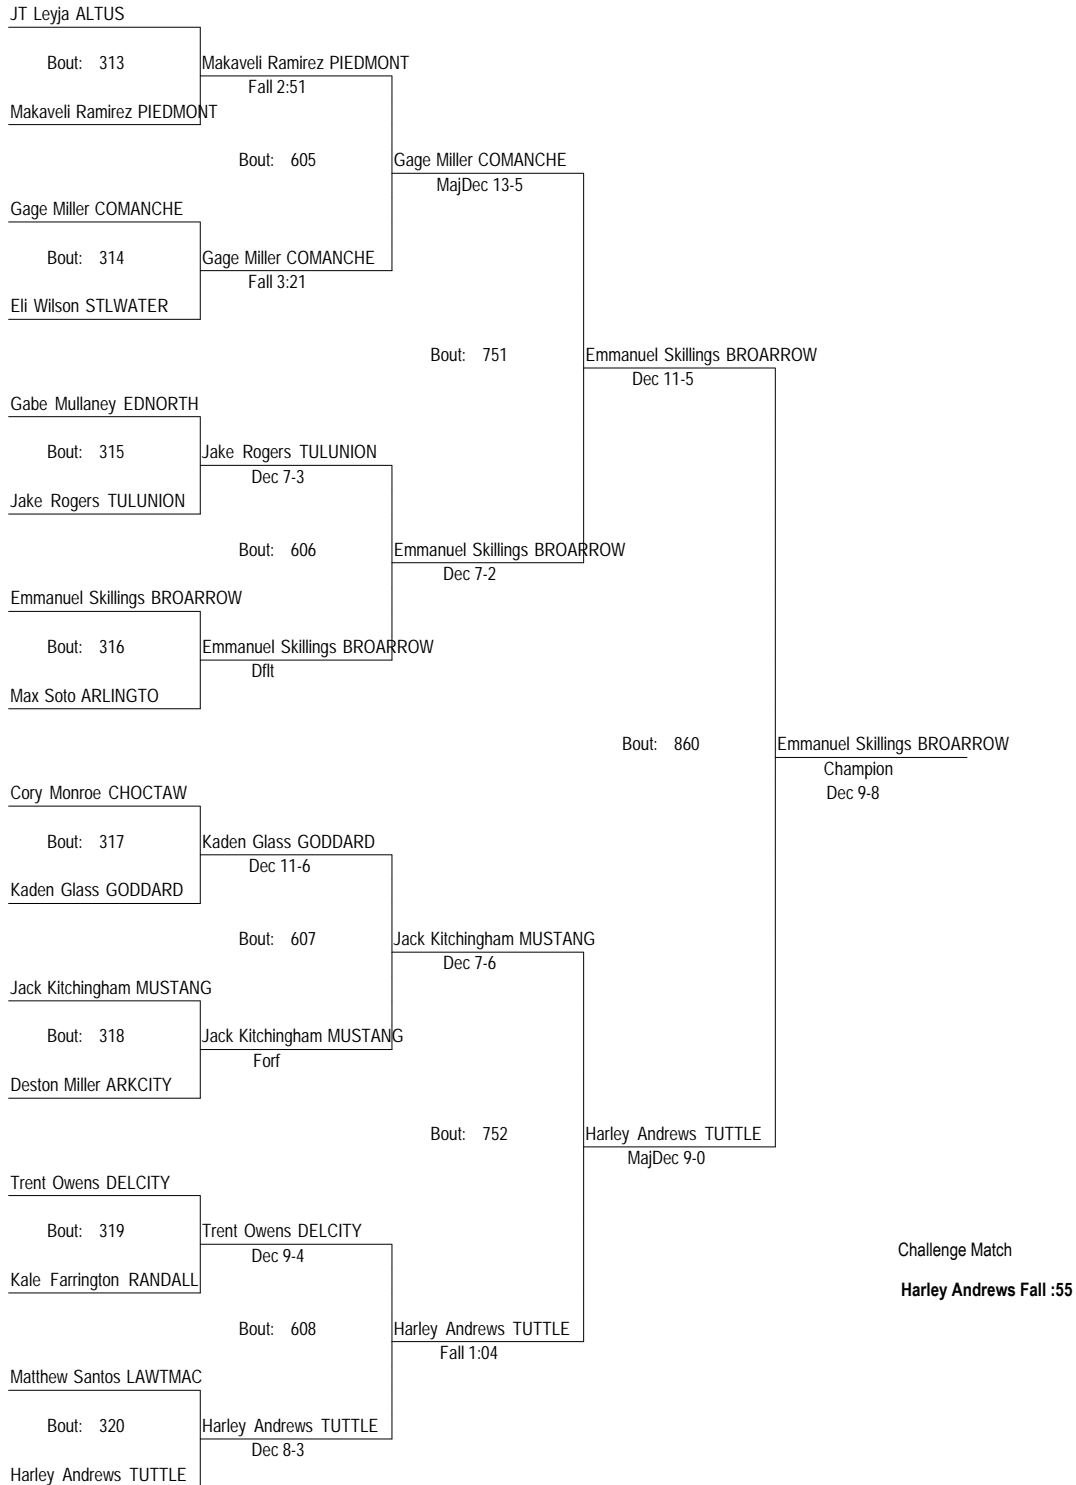 JT Leyja ALTUS
Bout: 313
Makaveli Ramirez PIEDMONT
Fall 2:51
Makaveli Ramirez PIEDMONT
Bout: 605
Gage Miller COMANCHE
MajDec 13-5
Gage Miller COMANCHE
Bout: 314
Gage Miller COMANCHE
Fall 3:21
Eli Wilson STLWATER
Bout: 751
Emmanuel Skillings BROARROW
Dec 11-5
Gabe Mullaney EDNORTH
Bout: 315
Jake Rogers TULUNION
Dec 7-3
Jake Rogers TULUNION
Bout: 606
Emmanuel Skillings BROARROW
Dec 7-2
Emmanuel Skillings BROARROW
Bout: 316
Emmanuel Skillings BROARROW
Dflt
Max Soto ARLINGTO
Bout: 860
Emmanuel Skillings BROARROW
Champion
Dec 9-8
Cory Monroe CHOCTAW
Bout: 317
Kaden Glass GODDARD
Dec 11-6
Kaden Glass GODDARD
Bout: 607
Jack Kitchingham MUSTANG
Dec 7-6
Jack Kitchingham MUSTANG
Bout: 318
Jack Kitchingham MUSTANG
Forf
Deston Miller ARKCITY
Bout: 752
Harley Andrews TUTTLE
MajDec 9-0
Trent Owens DELCITY
Bout: 319
Trent Owens DELCITY
Dec 9-4
Challenge Match
Kale Farrington RANDALL
Harley Andrews Fall :55
Bout: 608
Harley Andrews TUTTLE
Fall 1:04
Matthew Santos LAWTMAC
Bout: 320
Harley Andrews TUTTLE
Dec 8-3
Harley Andrews TUTTLE